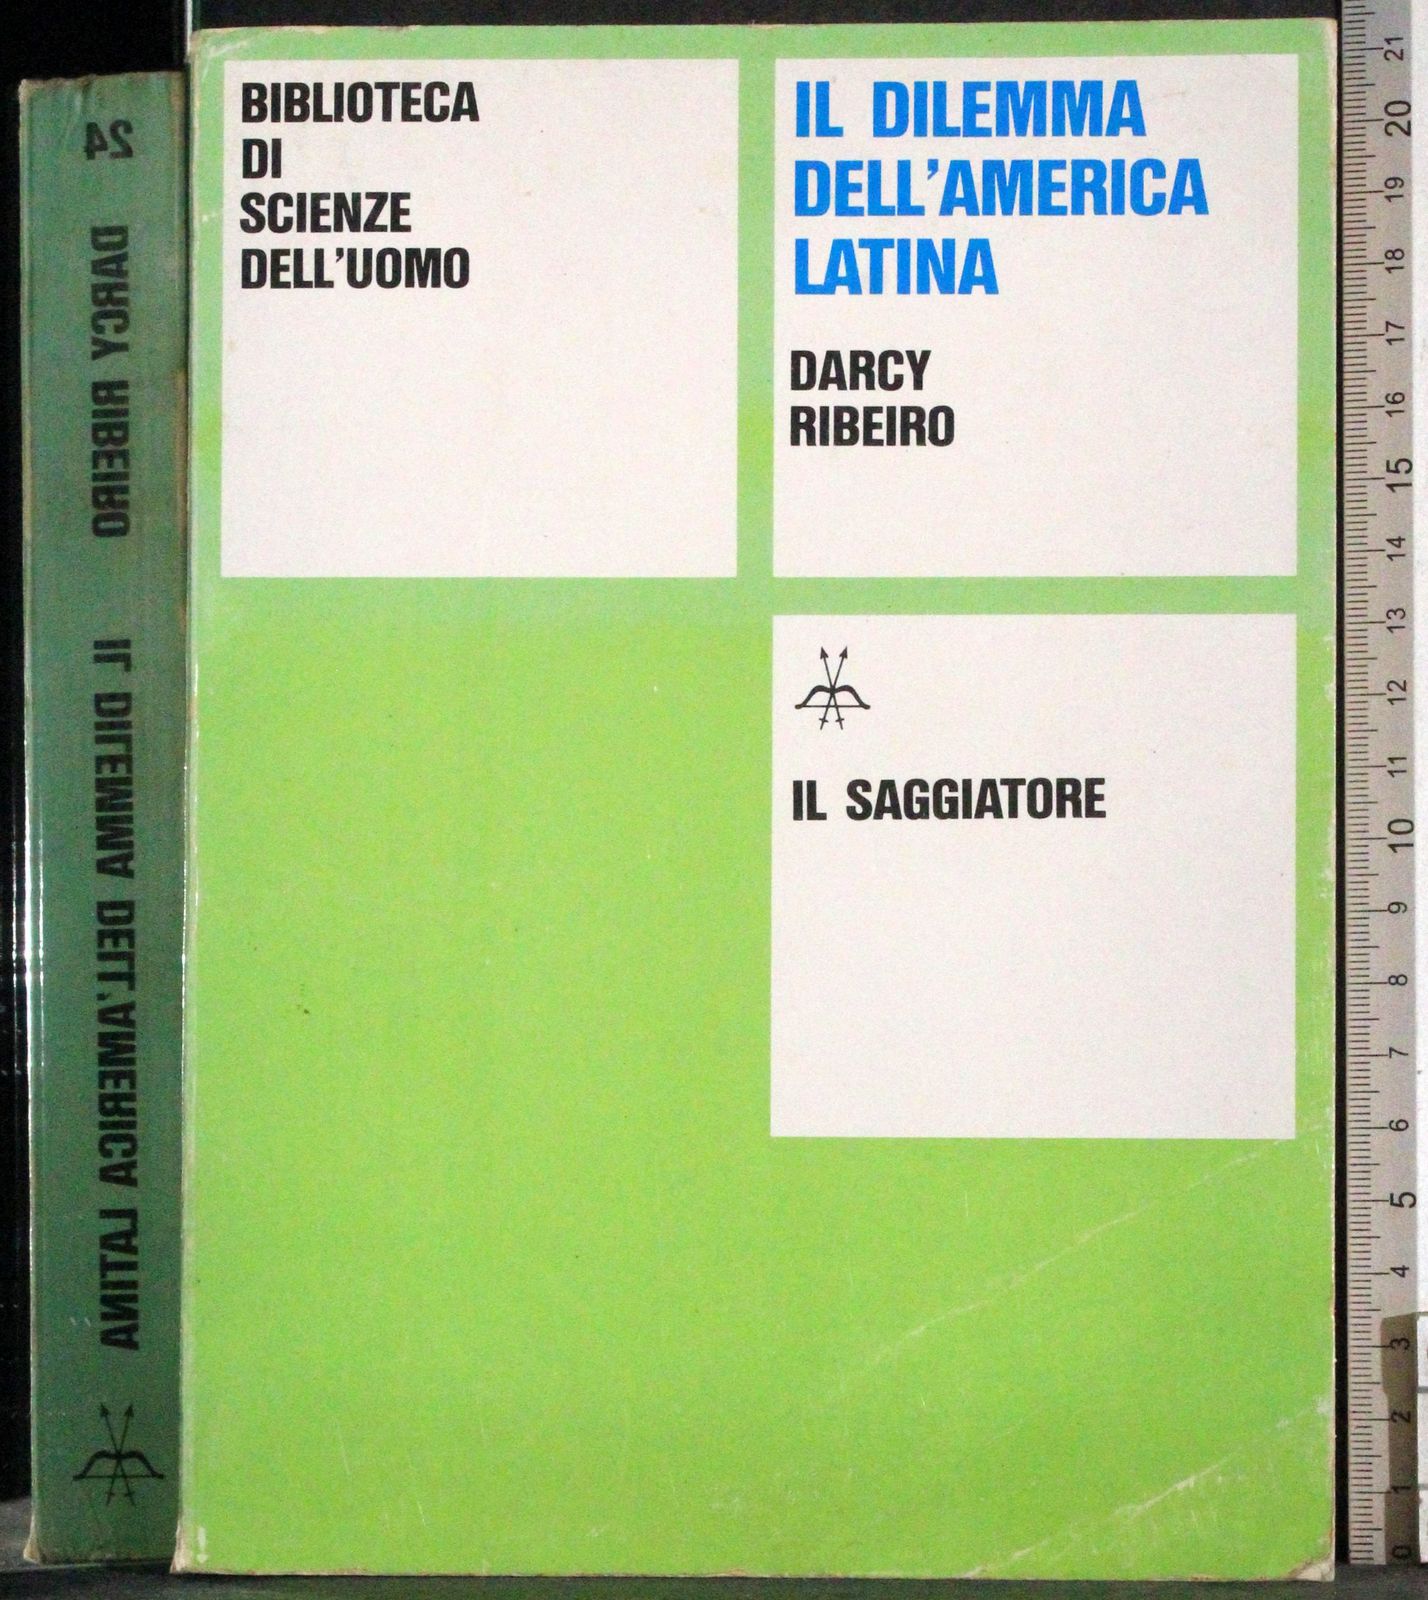 BIBLIOTECA
DI
SCIENZE
DELL'UOMO
IL DILEMMA
DELL'AMERICA
LATINA
DARCY
RIBEIRO
IL SAGGIATORE
24 DARCY RIBEIRO IL DILEMMA DELL'AMERICA LATINA
21
20
19
18
17
16
15
14
13
12
11
10
9
8
7
6
5
4
3
2
1
0